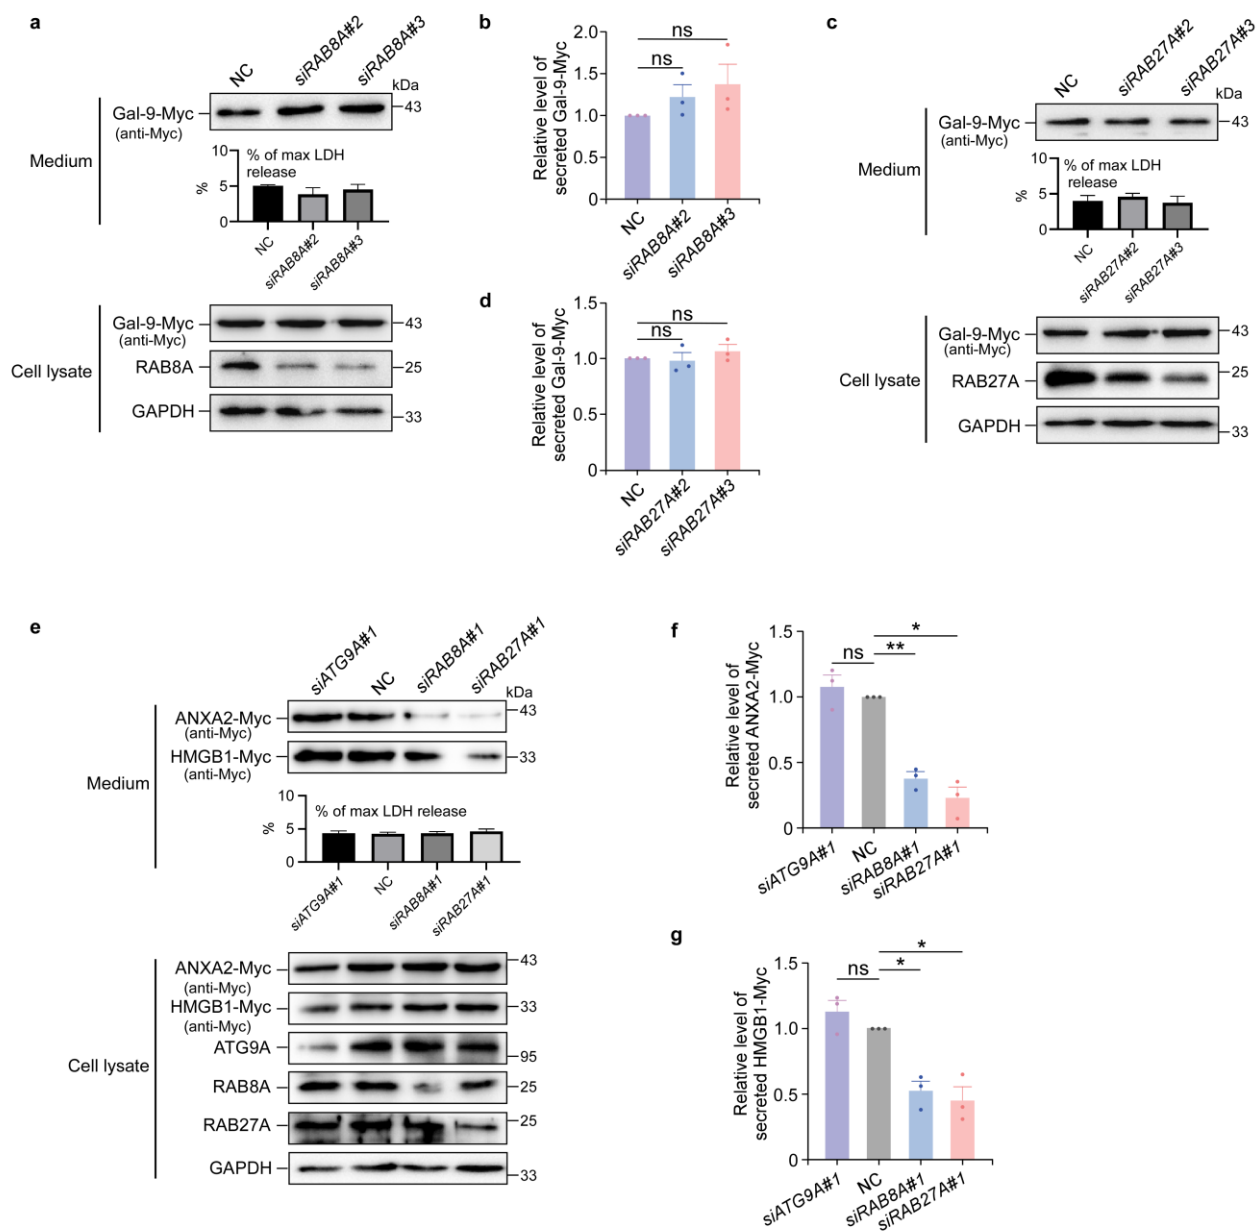 a
NC
siRAB8A#2
siRAB8A#3
kDa
Gal-9-Myc
(anti-Myc)
43
Medium
% of max LDH
release
10
5
0
%
NC
siRAB8A#2
siRAB8A#3
Gal-9-Myc
(anti-Myc)
43
Cell lysate
RAB8A
25
GAPDH
33
b
ns
ns
2.0
1.5
1.0
0.5
0
Relative level of
secreted Gal-9-Myc
NC
siRAB8A#2
siRAB8A#3
c
NC
siRAB27A#2
siRAB27A#3
kDa
Gal-9-Myc
(anti-Myc)
43
Medium
% of max LDH
release
10
5
0
%
NC
siRAB27A#2
siRAB27A#3
Gal-9-Myc
(anti-Myc)
43
Cell lysate
RAB27A
25
GAPDH
33
d
ns
ns
1.5
1.0
0.5
0
Relative level of
secreted Gal-9-Myc
NC
siRAB27A#2
siRAB27A#3
e
siATG9A#1
NC
siRAB8A#1
siRAB27A#1
kDa
ANXA2-Myc
(anti-Myc)
43
HMGB1-Myc
(anti-Myc)
33
Medium
% of max LDH release
10
5
0
%
siATG9A#1
NC
siRAB8A#1
siRAB27A#1
ANXA2-Myc
(anti-Myc)
43
HMGB1-Myc
(anti-Myc)
33
ATG9A
95
Cell lysate
RAB8A
25
RAB27A
25
GAPDH
33
f
*
ns
**
1.5
1.0
0.5
0
Relative level of
secreted ANXA2-Myc
siATG9A#1
NC
siRAB8A#1
siRAB27A#1
g
*
ns
*
1.5
1.0
0.5
0
Relative level of
secreted HMGB1-Myc
siATG9A#1
NC
siRAB8A#1
siRAB27A#1